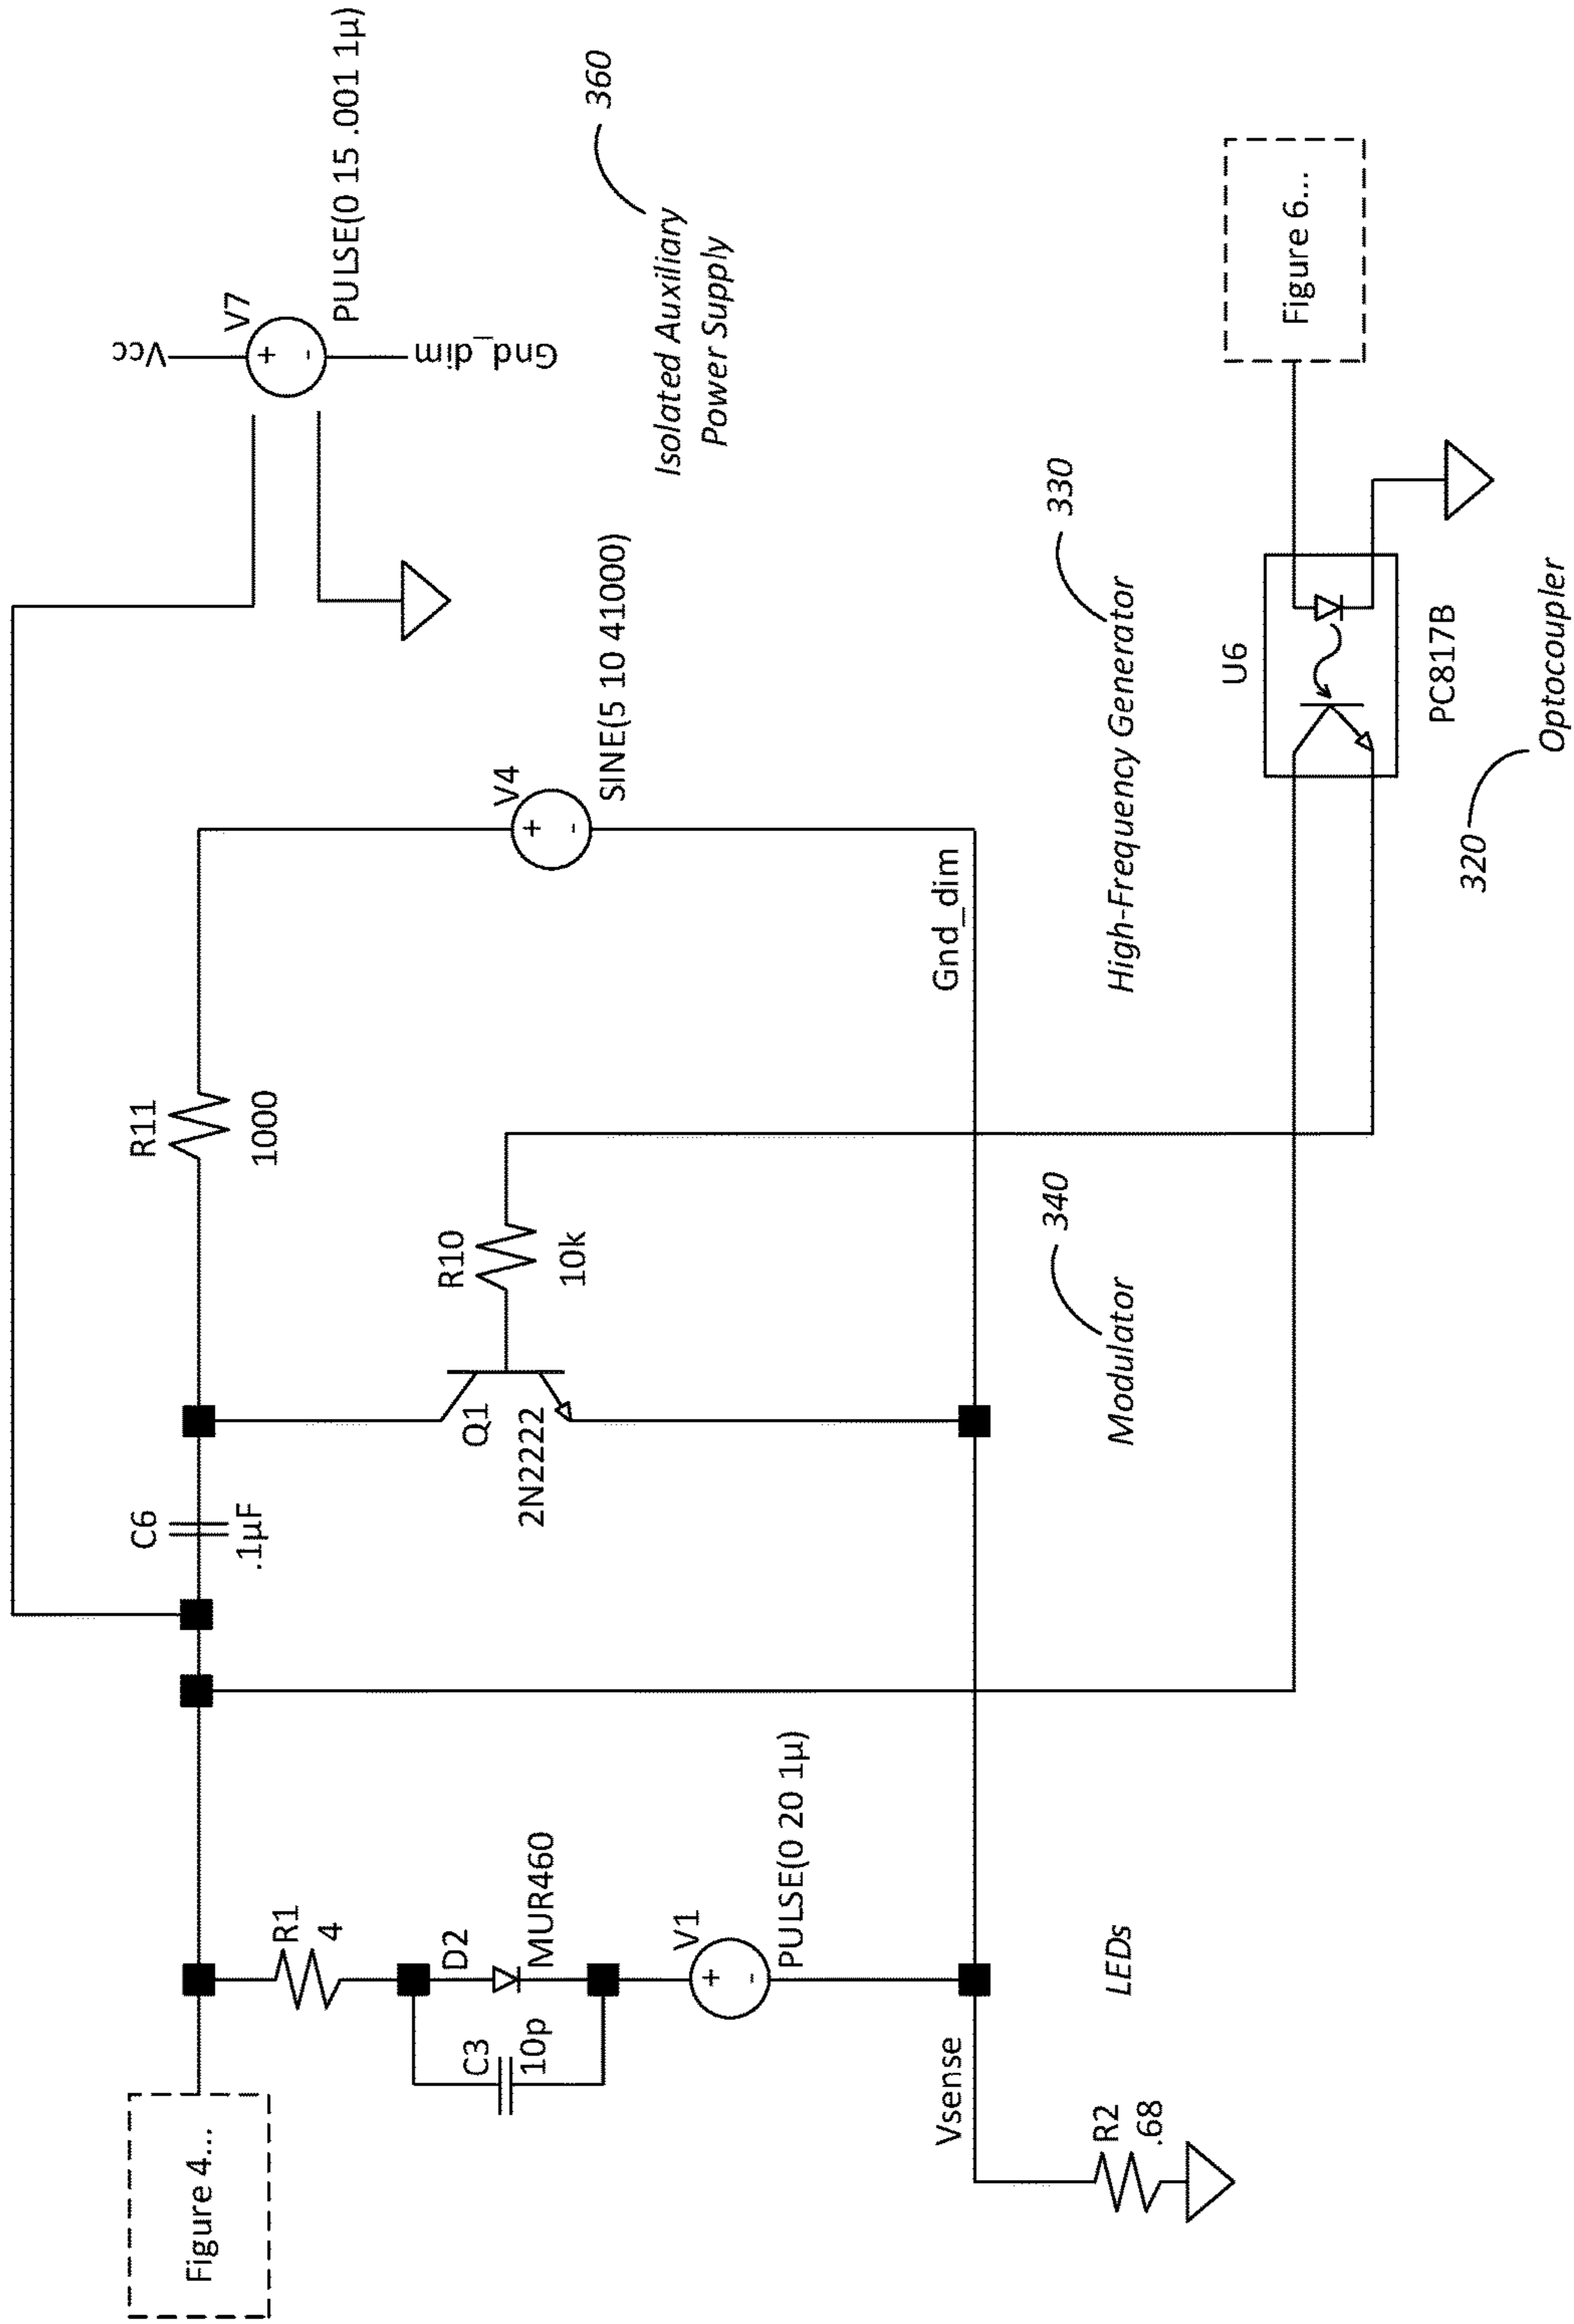 Figure 4...
R1
4
D2
MUR460
C3
10p
V1
PULSE(0 20 1µ)
Vsense
R2
.68
LEDs
C6
.1µF
Q1
2N2222
R10
10k
R11
1000
V4
SINE(5 10 41000)
Gnd_dim
Modulator
340
High-Frequency Generator
330
Vcc
V7
PULSE(0 15 .001 1µ)
Gnd_dim
Isolated Auxiliary
Power Supply
360
U6
PC817B
Optocoupler
320
Figure 6...